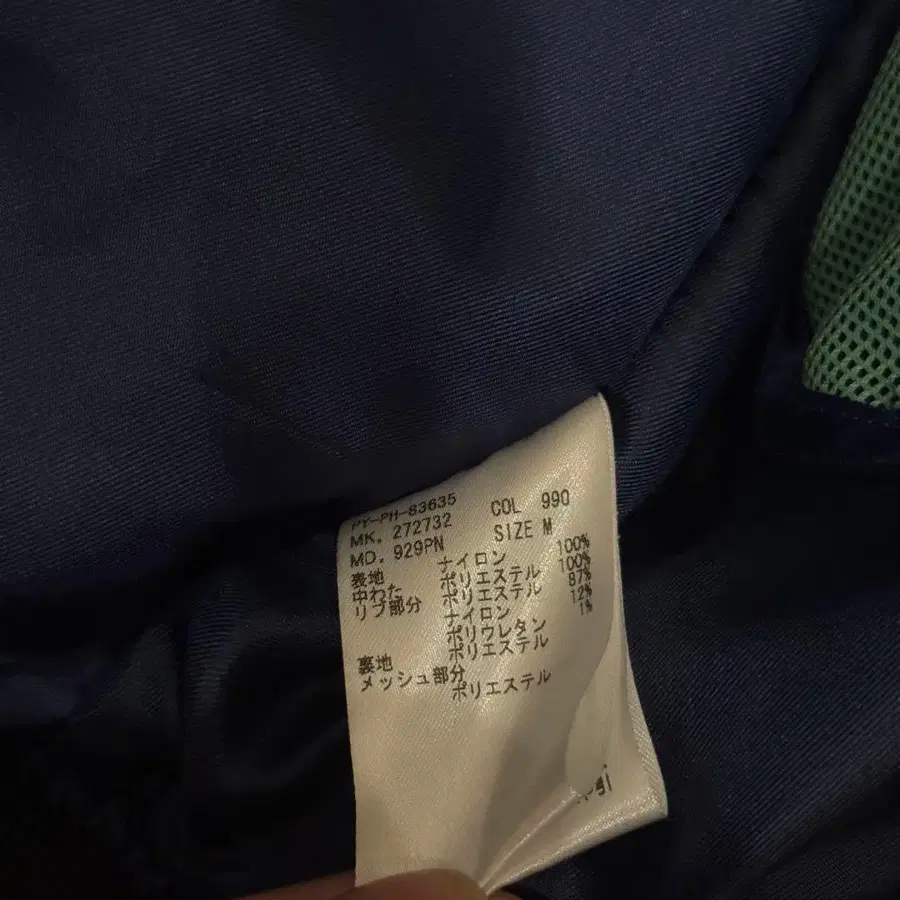 PY-PH-83635 COL 990
MK. 272732 SIZE M
MD. 929PN
表地 ナイロン 100%
中わた ポリエステル 100%
リブ部分 ポリエステル 87%
ナイロン 12%
ポリウレタン 1%
裏地 ポリエステル
メッシュ部分
ポリエステル